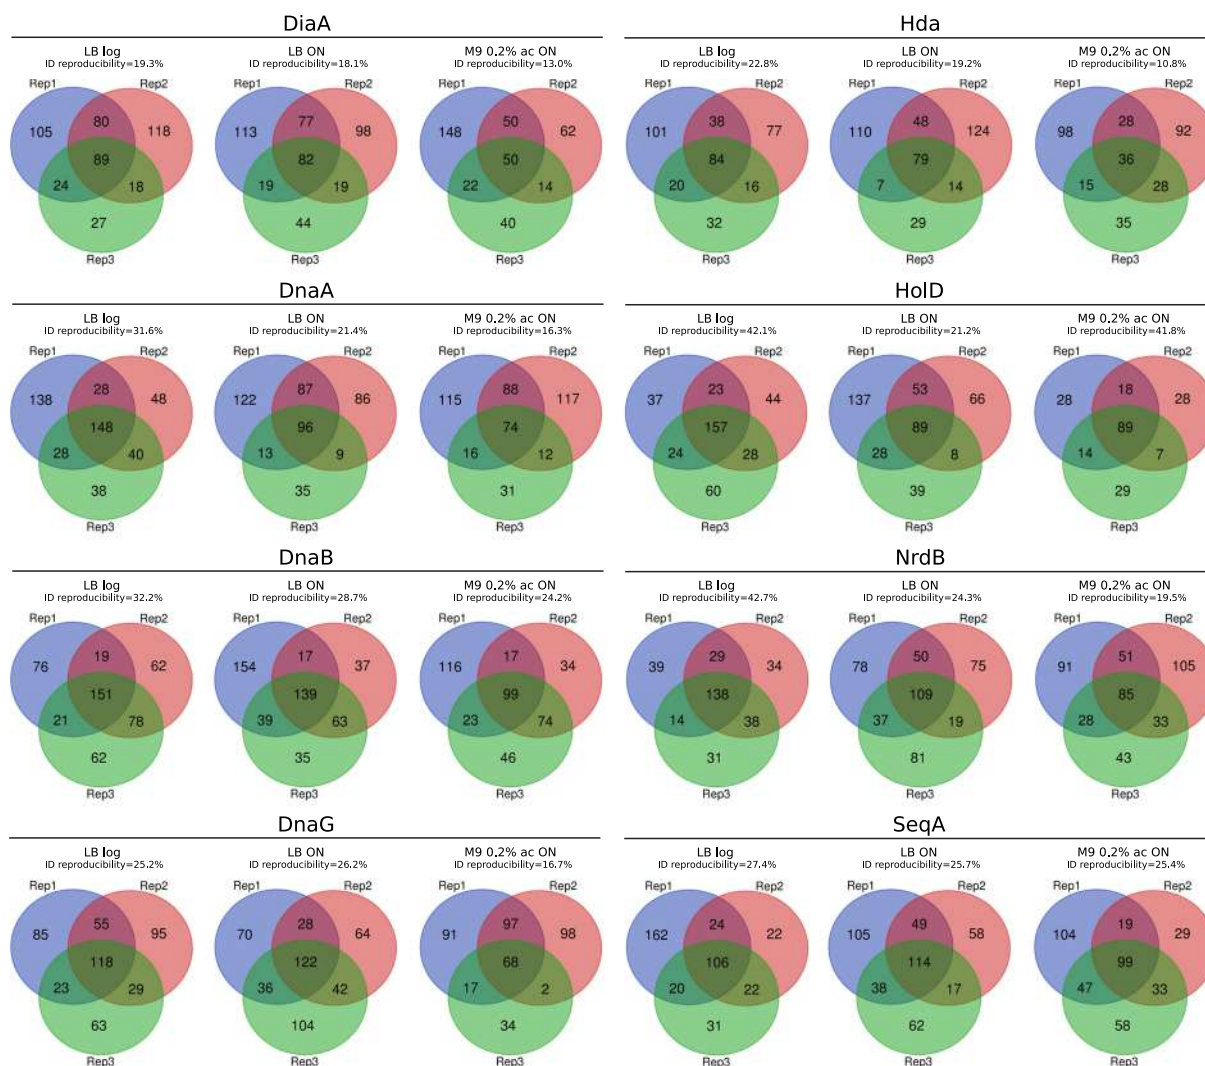 DiaA
LB log
LB ON
M9 0.2% ac ON
ID reproducibility=19.3%
ID reproducibility=18.1%
ID reproducibility=13.0%
Rep1
Rep2
105
80
118
89
24
18
27
Rep3
Rep1
Rep2
113
77
98
82
19
19
44
Rep3
Rep1
Rep2
148
50
62
50
22
14
40
Rep3
Hda
LB log
LB ON
M9 0.2% ac ON
ID reproducibility=22.8%
ID reproducibility=19.2%
ID reproducibility=10.8%
Rep1
Rep2
101
38
77
84
20
16
32
Rep3
Rep1
Rep2
110
48
124
79
7
14
29
Rep3
Rep1
Rep2
98
28
92
36
15
28
35
Rep3
DnaA
LB log
LB ON
M9 0.2% ac ON
ID reproducibility=31.6%
ID reproducibility=21.4%
ID reproducibility=16.3%
Rep1
Rep2
138
28
48
148
28
40
38
Rep3
Rep1
Rep2
122
87
86
96
13
9
35
Rep3
Rep1
Rep2
115
88
117
74
16
12
31
Rep3
HolD
LB log
LB ON
M9 0.2% ac ON
ID reproducibility=42.1%
ID reproducibility=21.2%
ID reproducibility=41.8%
Rep1
Rep2
37
23
44
157
24
28
60
Rep3
Rep1
Rep2
137
53
66
89
28
8
39
Rep3
Rep1
Rep2
28
18
28
89
14
7
29
Rep3
DnaB
LB log
LB ON
M9 0.2% ac ON
ID reproducibility=32.2%
ID reproducibility=28.7%
ID reproducibility=24.2%
Rep1
Rep2
76
19
62
151
21
78
62
Rep3
Rep1
Rep2
154
17
37
139
39
63
35
Rep3
Rep1
Rep2
116
17
34
99
23
74
46
Rep3
NrdB
LB log
LB ON
M9 0.2% ac ON
ID reproducibility=42.7%
ID reproducibility=24.3%
ID reproducibility=19.5%
Rep1
Rep2
39
29
34
138
14
38
31
Rep3
Rep1
Rep2
78
50
75
109
37
19
81
Rep3
Rep1
Rep2
91
51
105
85
28
33
43
Rep3
DnaG
LB log
LB ON
M9 0.2% ac ON
ID reproducibility=25.2%
ID reproducibility=26.2%
ID reproducibility=16.7%
Rep1
Rep2
85
55
95
118
23
29
63
Rep3
Rep1
Rep2
70
28
64
122
36
42
104
Rep3
Rep1
Rep2
91
97
98
68
17
2
34
Rep3
SeqA
LB log
LB ON
M9 0.2% ac ON
ID reproducibility=27.4%
ID reproducibility=25.7%
ID reproducibility=25.4%
Rep1
Rep2
162
24
22
106
20
22
31
Rep3
Rep1
Rep2
105
49
58
114
38
17
62
Rep3
Rep1
Rep2
104
19
29
99
47
33
58
Rep3